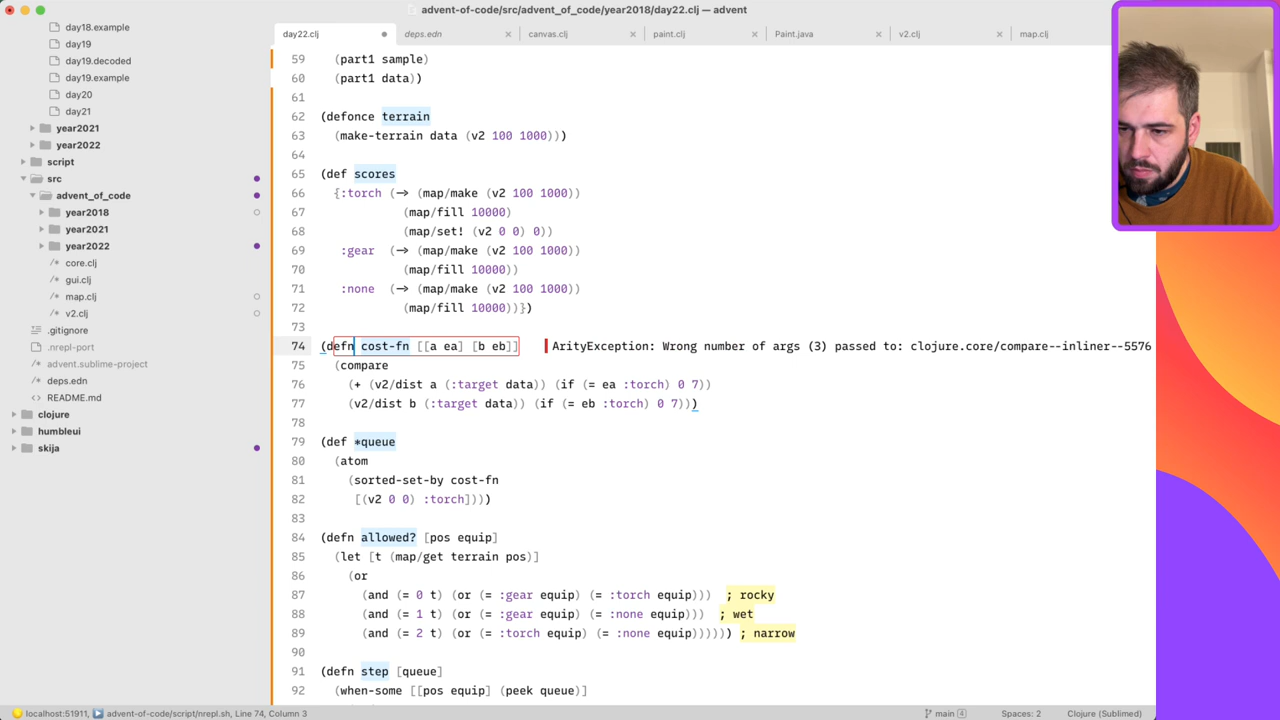 advent-of-code/src/advent_of_code/year2018/day22.clj — advent
day22.clj
deps.edn
canvas.clj
paint.clj
Paint.java
v2.clj
map.clj
day18.example
day19
day19.decoded
day19.example
day20
day21
year2021
year2022
script
src
advent_of_code
year2018
year2021
year2022
core.clj
gui.clj
map.clj
v2.clj
.gitignore
.nrepl-port
advent.sublime-project
deps.edn
README.md
clojure
humbleui
skija
59 (part1 sample)
60 (part1 data))
61
62 (defonce terrain
63 (make-terrain data (v2 100 1000)))
64
65 (def scores
66 {:torch (-> (map/make (v2 100 1000))
67 (map/fill 10000)
68 (map/set! (v2 0 0) 0))
69 :gear (-> (map/make (v2 100 1000))
70 (map/fill 10000))
71 :none (-> (map/make (v2 100 1000))
72 (map/fill 10000))})
73
74 (defn cost-fn [[a ea] [b eb]] ArityException: Wrong number of args (3) passed to: clojure.core/compare--inliner--5576
75 (compare
76 (+ (v2/dist a (:target data)) (if (= ea :torch) 0 7))
77 (v2/dist b (:target data)) (if (= eb :torch) 0 7)))
78
79 (def *queue
80 (atom
81 (sorted-set-by cost-fn
82 [(v2 0 0) :torch])))
83
84 (defn allowed? [pos equip]
85 (let [t (map/get terrain pos)]
86 (or
87 (and (= 0 t) (or (= :gear equip) (= :torch equip))) ; rocky
88 (and (= 1 t) (or (= :gear equip) (= :none equip))) ; wet
89 (and (= 2 t) (or (= :torch equip) (= :none equip))))) ; narrow
90
91 (defn step [queue]
92 (when-some [[pos equip] (peek queue)]
localhost:51911, advent-of-code/script/nrepl.sh, Line 74, Column 3
main 4
Spaces: 2
Clojure (Sublimed)